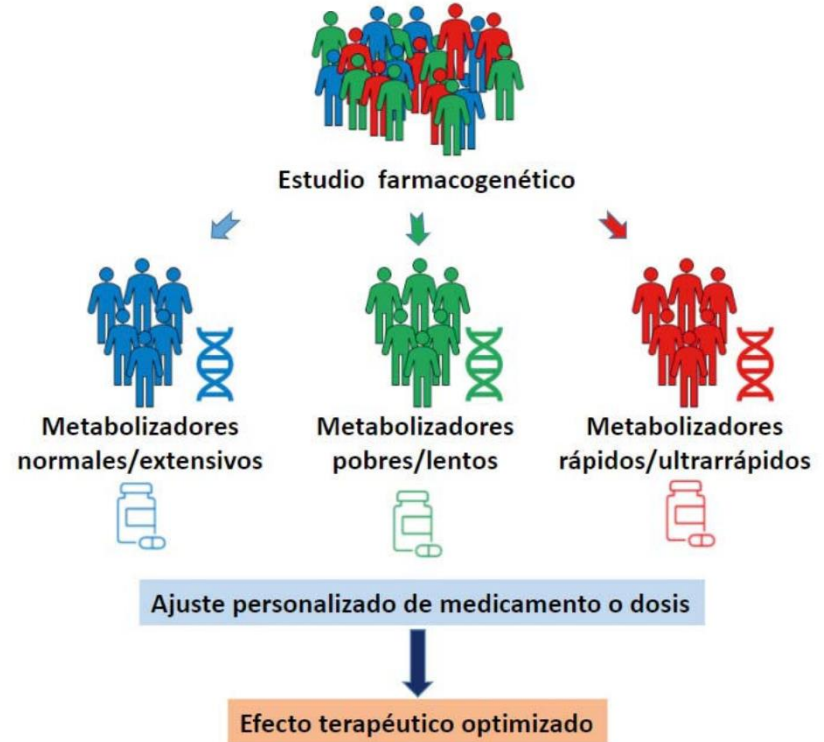 Estudio farmacogenético
Metabolizadores
normales/extensivos
Metabolizadores
pobres/lentos
Metabolizadores
rápidos/ultrarrápidos
Ajuste personalizado de medicamento o dosis
Efecto terapéutico optimizado